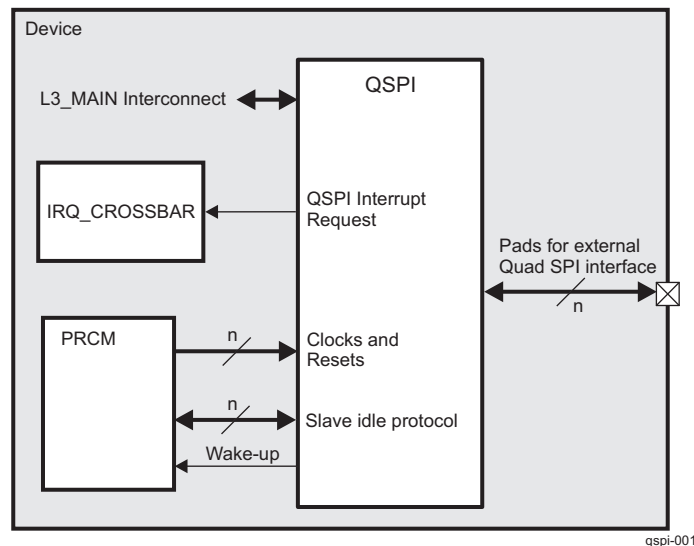 Device
QSPI
L3_MAIN Interconnect
IRQ_CROSSBAR
QSPI Interrupt
Request
Pads for external
Quad SPI interface
n
PRCM
n
Clocks and
Resets
n
Slave idle protocol
Wake-up
qspi-001